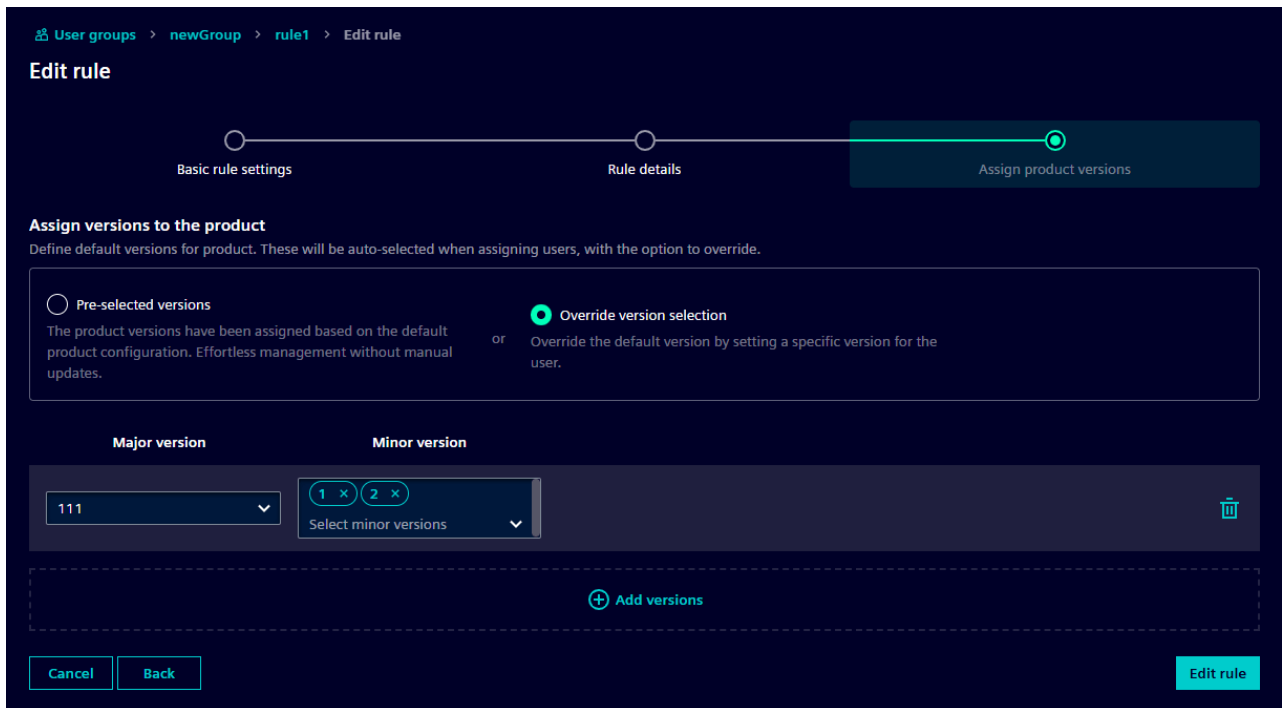 User groups > newGroup > rule1 > Edit rule
Edit rule
Basic rule settings
Rule details
Assign product versions
Assign versions to the product
Define default versions for product. These will be auto-selected when assigning users, with the option to override.
Pre-selected versions
The product versions have been assigned based on the default
product configuration. Effortless management without manual
updates.
or
Override version selection
Override the default version by setting a specific version for the
user.
Major version
Minor version
111
1 × 2 ×
Select minor versions
Add versions
Cancel
Back
Edit rule